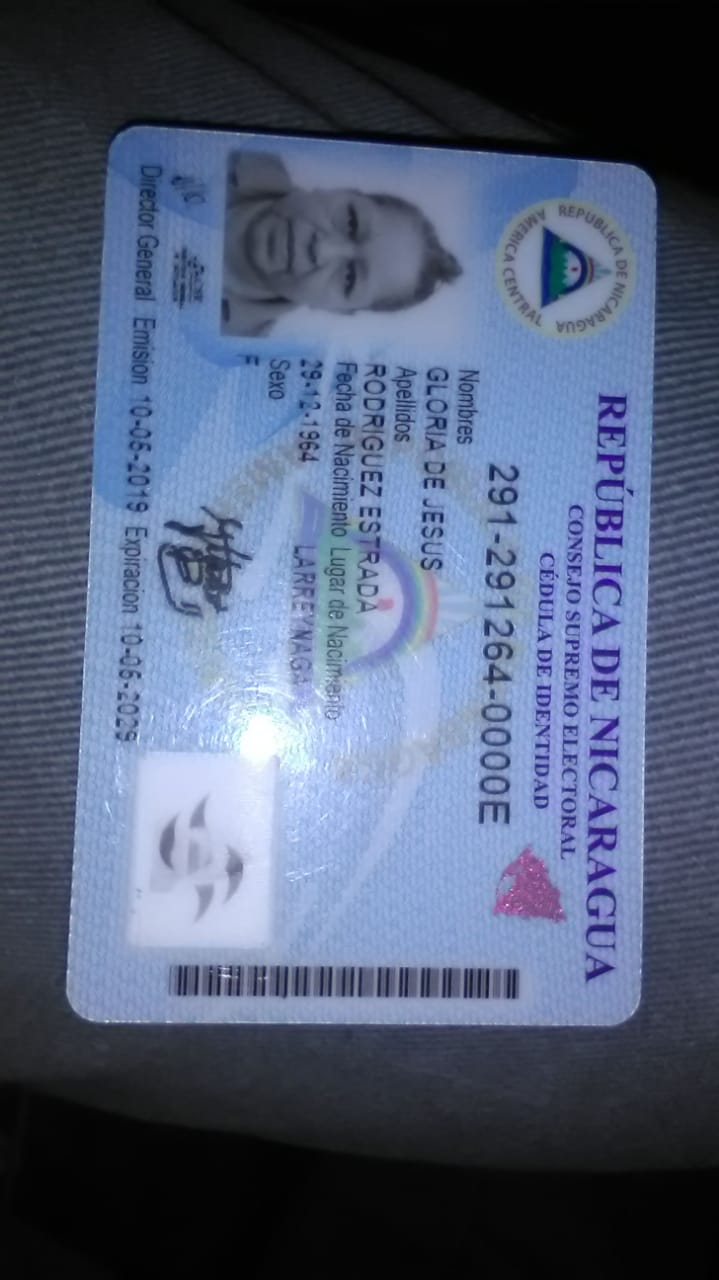 REPÚBLICA DE NICARAGUA
CONSEJO SUPREMO ELECTORAL
CÉDULA DE IDENTIDAD
REPUBLICA DE NICARAGUA
AMERICA CENTRAL
291-291264-0000E
Nombres
GLORIA DE JESUS
Apellidos
RODRIGUEZ ESTRADA
Fecha de Nacimiento Lugar de Nacimiento
29-12-1964 LARREYNAGA
Sexo
F
Director General Emision 10-06-2019 Expiracion 10-06-2029